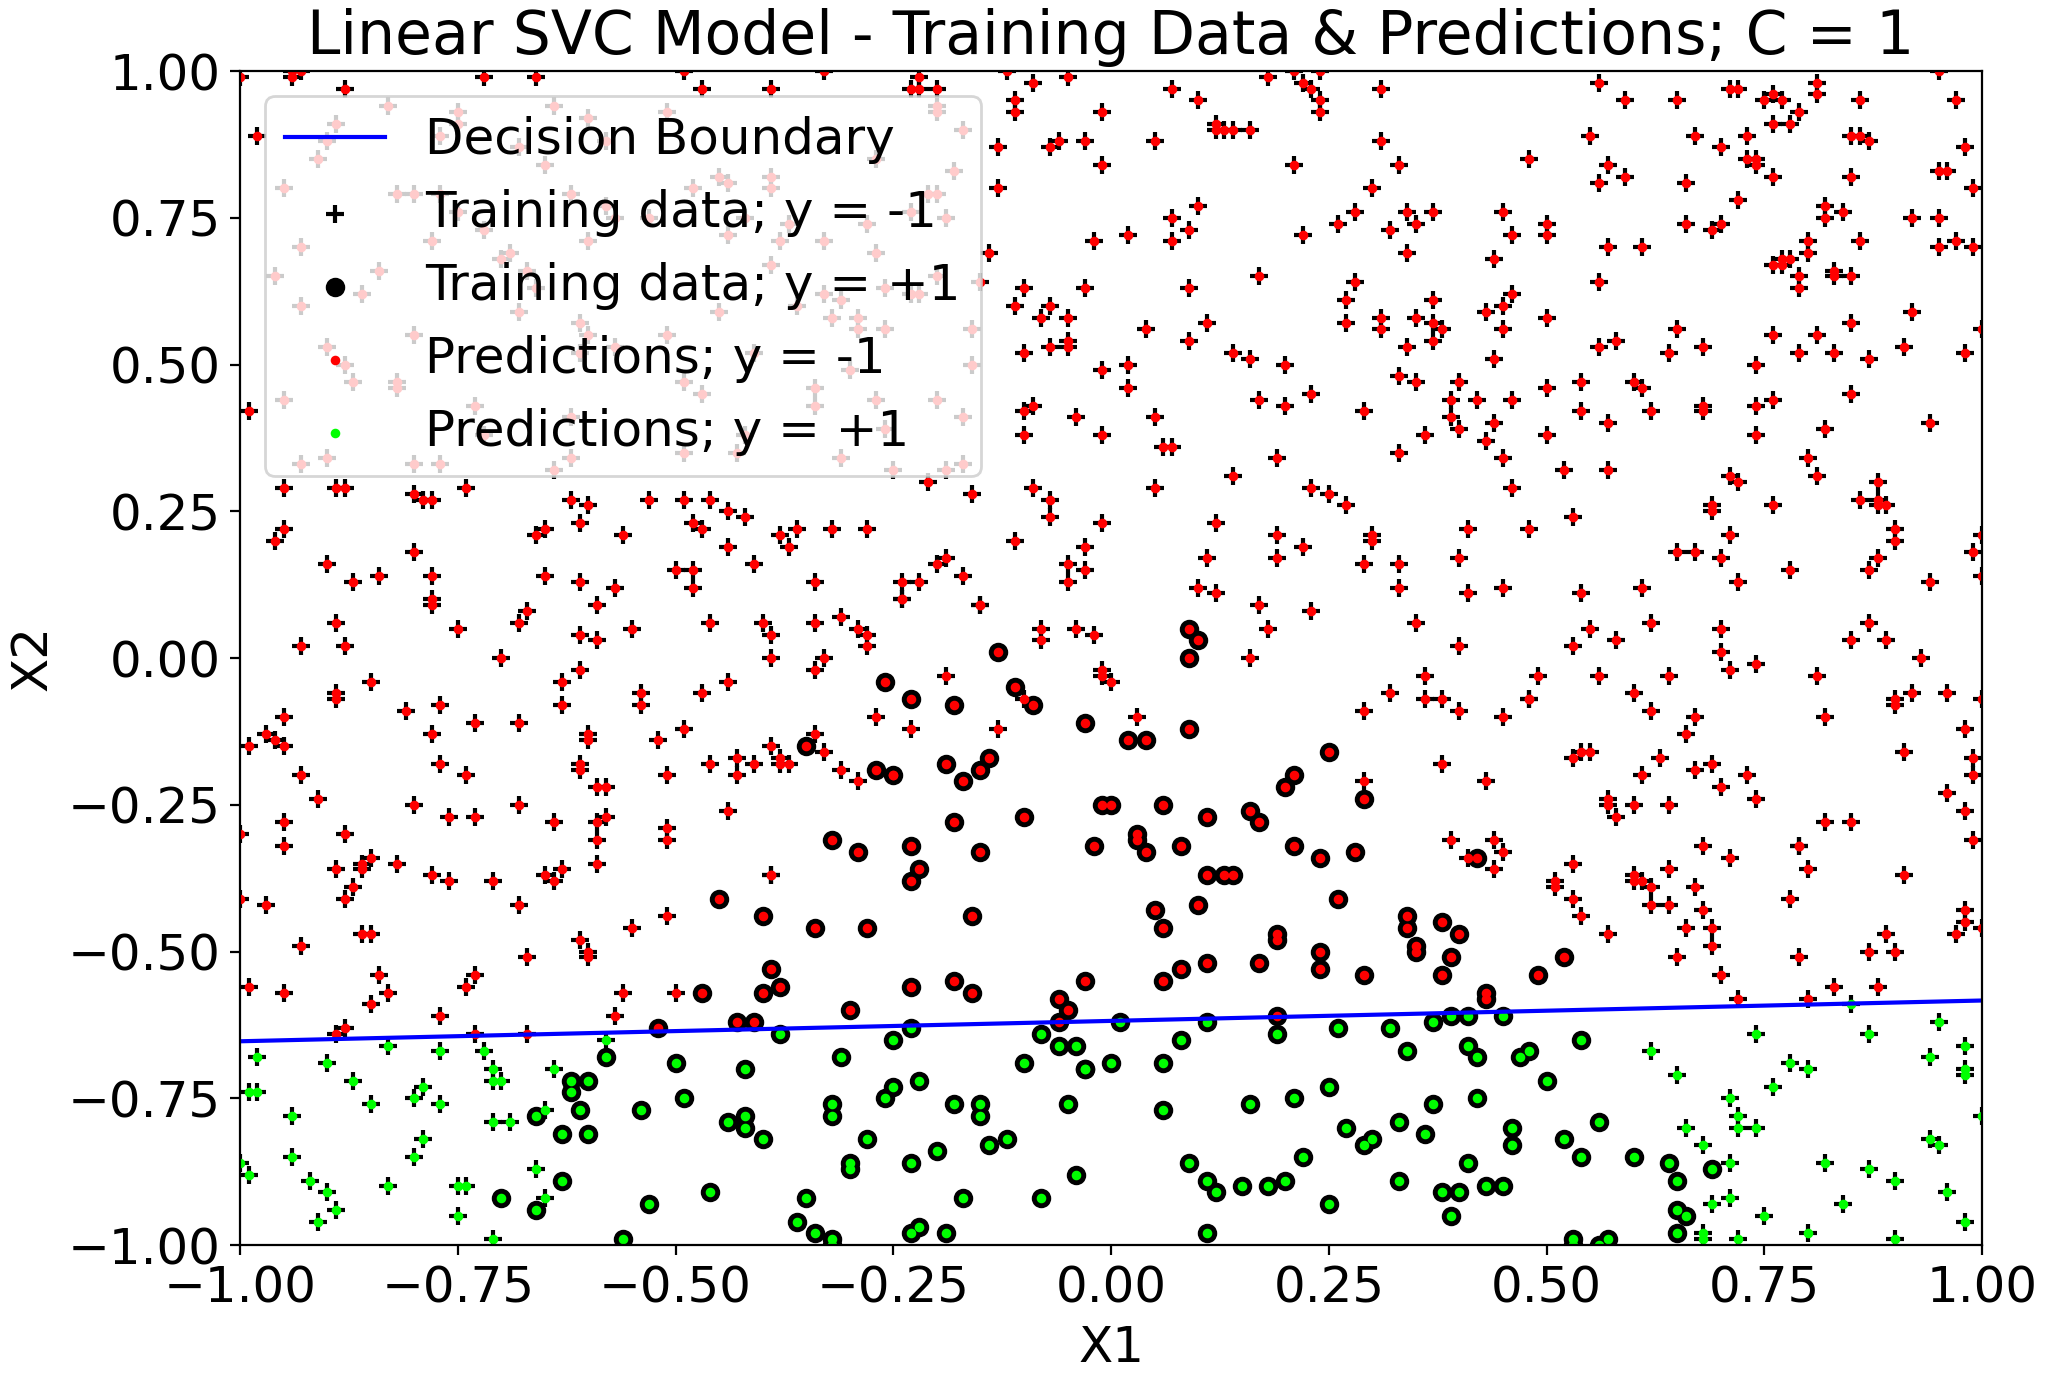 Linear SVC Model - Training Data & Predictions; C = 1
1.00
0.75
0.50
0.25
0.00
−0.25
−0.50
−0.75
−1.00
X2
Decision Boundary
Training data; y = -1
Training data; y = +1
Predictions; y = -1
Predictions; y = +1
−1.00 −0.75 −0.50 −0.25 0.00 0.25 0.50 0.75 1.00
X1